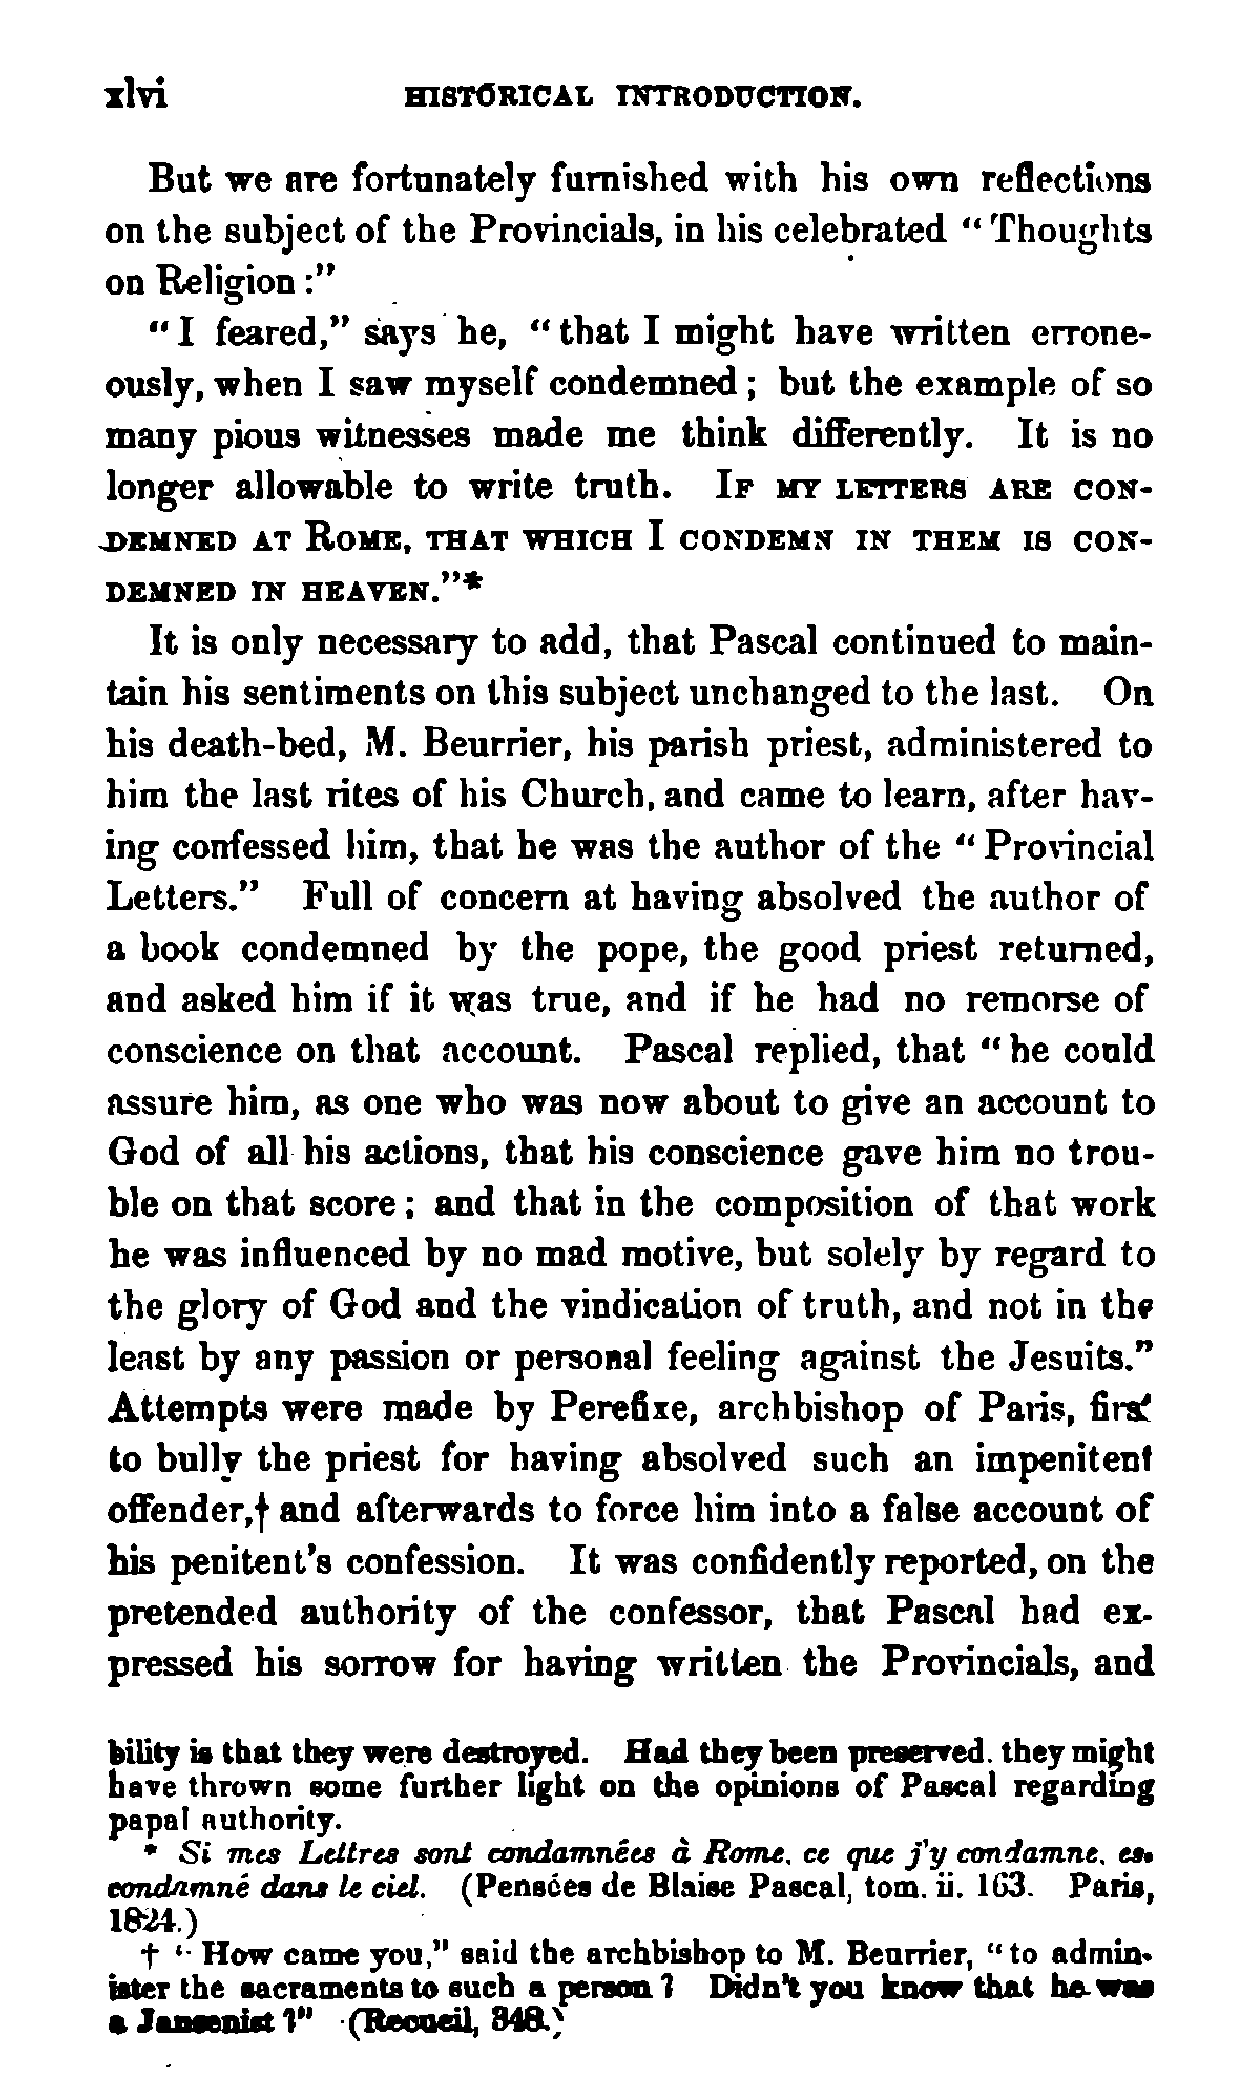 xlvi HISTORICAL INTRODUCTION.
But we are fortunately furnished with his own reflections
on the subject of the Provincials, in his celebrated “Thoughts
on Religion:”
“I feared,” says he, “that I might have written errone-
ously, when I saw myself condemned; but the example of so
many pious witnesses made me think differently. It is no
longer allowable to write truth. IF MY LETTERS ARE CON-
DEMNED AT ROME, THAT WHICH I CONDEMN IN THEM IS CON-
DEMNED IN HEAVEN.”*
It is only necessary to add, that Pascal continued to main-
tain his sentiments on this subject unchanged to the last. On
his death-bed, M. Beurrier, his parish priest, administered to
him the last rites of his Church, and came to learn, after hav-
ing confessed him, that he was the author of the “Provincial
Letters.” Full of concern at having absolved the author of
a book condemned by the pope, the good priest returned,
and asked him if it was true, and if he had no remorse of
conscience on that account. Pascal replied, that “he could
assure him, as one who was now about to give an account to
God of all his actions, that his conscience gave him no trou-
ble on that score; and that in the composition of that work
he was influenced by no mad motive, but solely by regard to
the glory of God and the vindication of truth, and not in the
least by any passion or personal feeling against the Jesuits.”
Attempts were made by Perefixe, archbishop of Paris, first
to bully the priest for having absolved such an impenitent
offender,† and afterwards to force him into a false account of
his penitent’s confession. It was confidently reported, on the
pretended authority of the confessor, that Pascal had ex-
pressed his sorrow for having written the Provincials, and
bility is that they were destroyed. Had they been preserved, they might
have thrown some further light on the opinions of Pascal regarding
papal authority.
* Si mes Lettres sont condamnées à Rome, ce que j’y condamne, es.
condamné dans le ciel. (Pensées de Blaise Pascal, tom. ii. 163. Paris,
1824.)
† “How came you,” said the archbishop to M. Beurrier, “to admin-
ister the sacraments to such a person? Didn’t you know that he was
a Jansenist?” (Recueil, 348.)